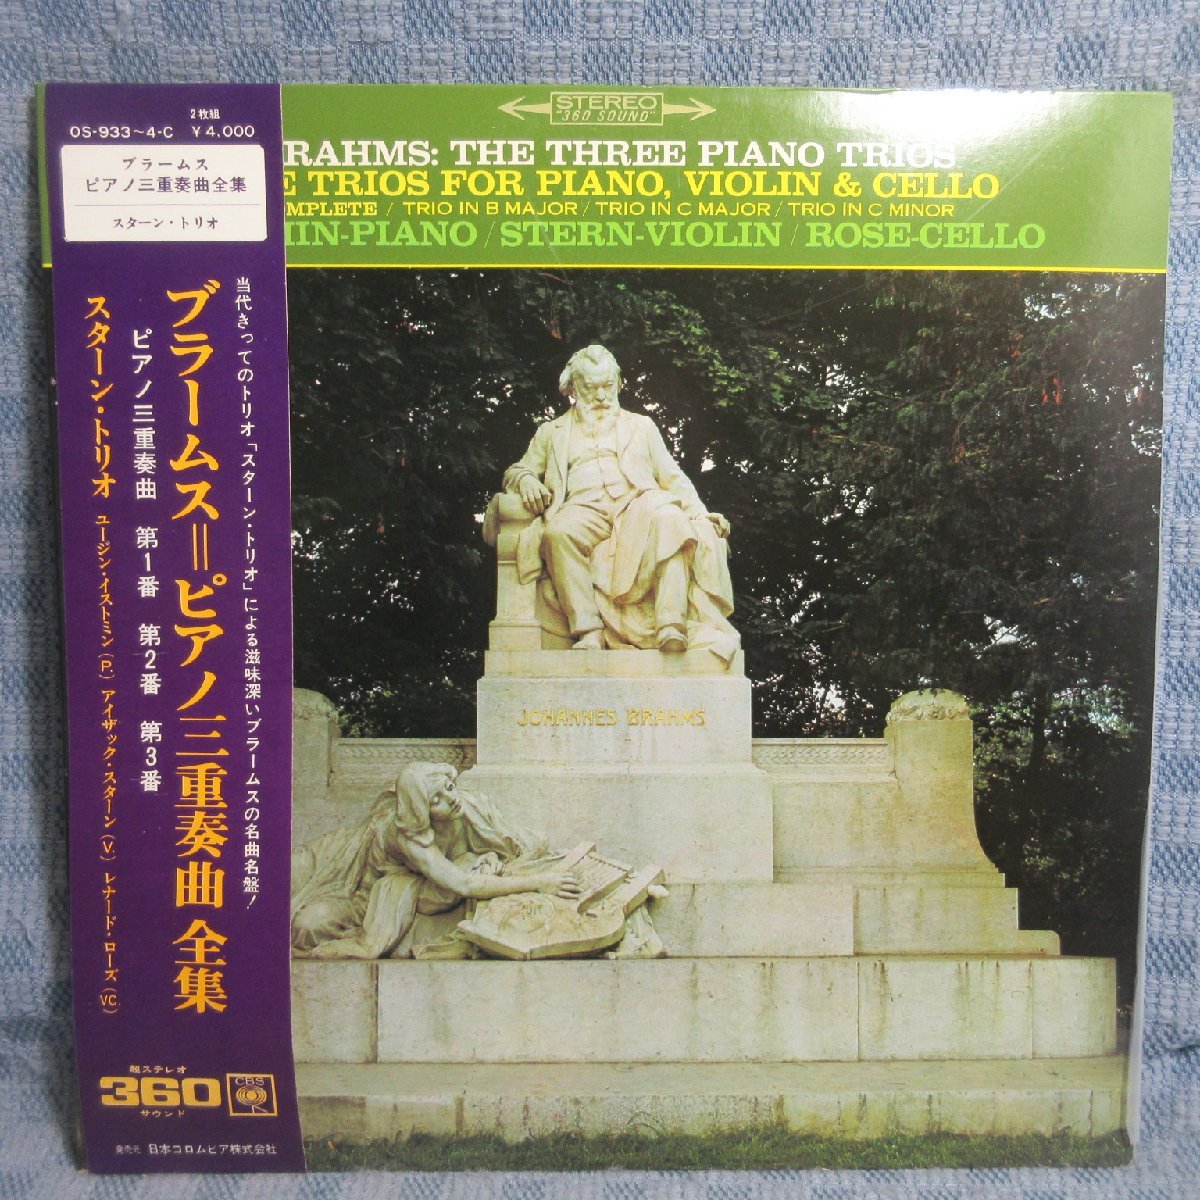 2枚組
OS-933~4-C ¥4,000
ブラームス
ピアノ三重奏曲全集
スターン・トリオ
当代きってのトリオ「スターン・トリオ」による滋味深いブラームスの名曲名盤!
ブラームス=ピアノ三重奏曲 全集
ピアノ三重奏曲 第1番 第2番 第3番
スターン・トリオ ユージン・イストミン(P.) アイザック・スターン(V.) レナード・ローズ(VC.)
超ステレオ
360
サウンド
CBS
発売元 日本コロムビア株式会社
STEREO
"360 SOUND"
RAHMS: THE THREE PIANO TRIOS
E TRIOS FOR PIANO, VIOLIN & CELLO
MPLETE / TRIO IN B MAJOR / TRIO IN C MAJOR / TRIO IN C MINOR
IN-PIANO / STERN-VIOLIN / ROSE-CELLO
JOHANNES BRAHMS